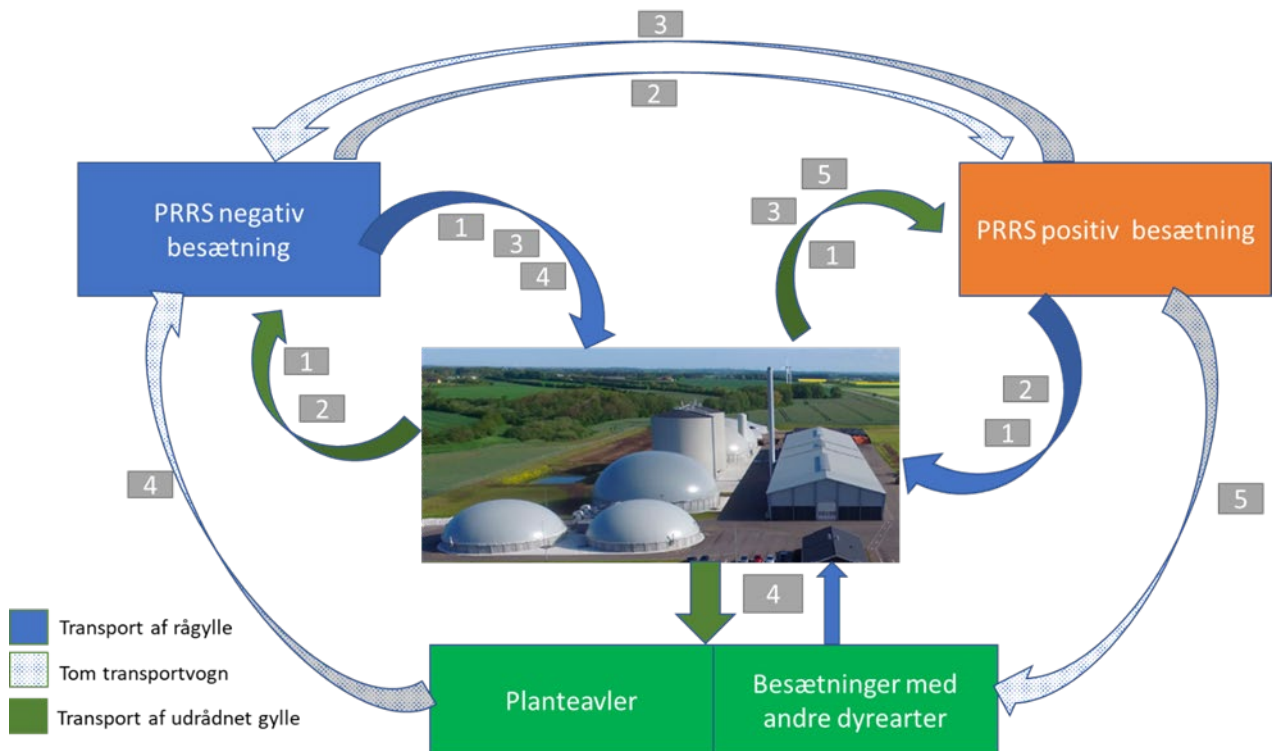 3
2
PRRS negativ
besætning
1
3
4
5
3
1
PRRS positiv besætning
1
2
2
1
4
5
4
Transport af rågylle
Tom transportvogn
Transport af udrådnet gylle
Planteavler
Besætninger med
andre dyrearter